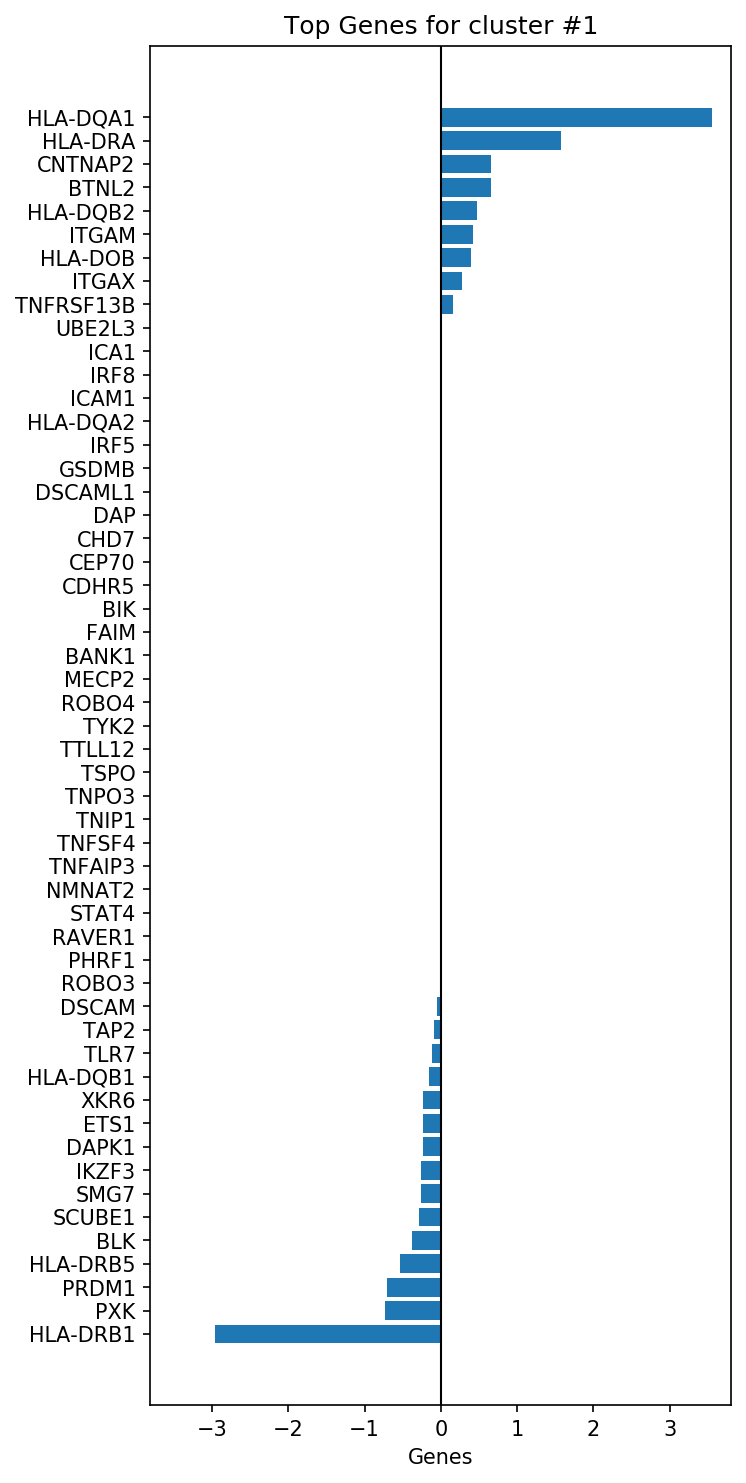 Top Genes for cluster #1
HLA-DQA1
HLA-DRA
CNTNAP2
BTNL2
HLA-DQB2
ITGAM
HLA-DOB
ITGAX
TNFRSF13B
UBE2L3
ICA1
IRF8
ICAM1
HLA-DQA2
IRF5
GSDMB
DSCAML1
DAP
CHD7
CEP70
CDHR5
BIK
FAIM
BANK1
MECP2
ROBO4
TYK2
TTLL12
TSPO
TNPO3
TNIP1
TNFSF4
TNFAIP3
NMNAT2
STAT4
RAVER1
PHRF1
ROBO3
DSCAM
TAP2
TLR7
HLA-DQB1
XKR6
ETS1
DAPK1
IKZF3
SMG7
SCUBE1
BLK
HLA-DRB5
PRDM1
PXK
HLA-DRB1
−3 −2 −1 0 1 2 3
Genes